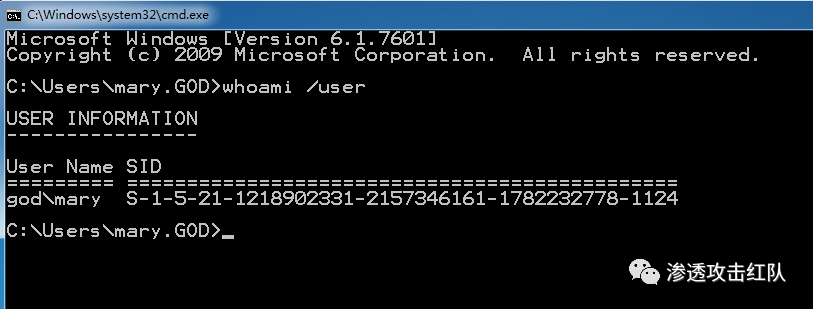 C:\Windows\system32\cmd.exe
Microsoft Windows [Version 6.1.7601]
Copyright (c) 2009 Microsoft Corporation.  All rights reserved.
C:\Users\mary.GOD>whoami /user
USER INFORMATION
----------------
User Name SID
========= ==============================================
god\mary  S-1-5-21-1218902331-2157346161-1782232778-1124
C:\Users\mary.GOD>_
渗透攻击红队